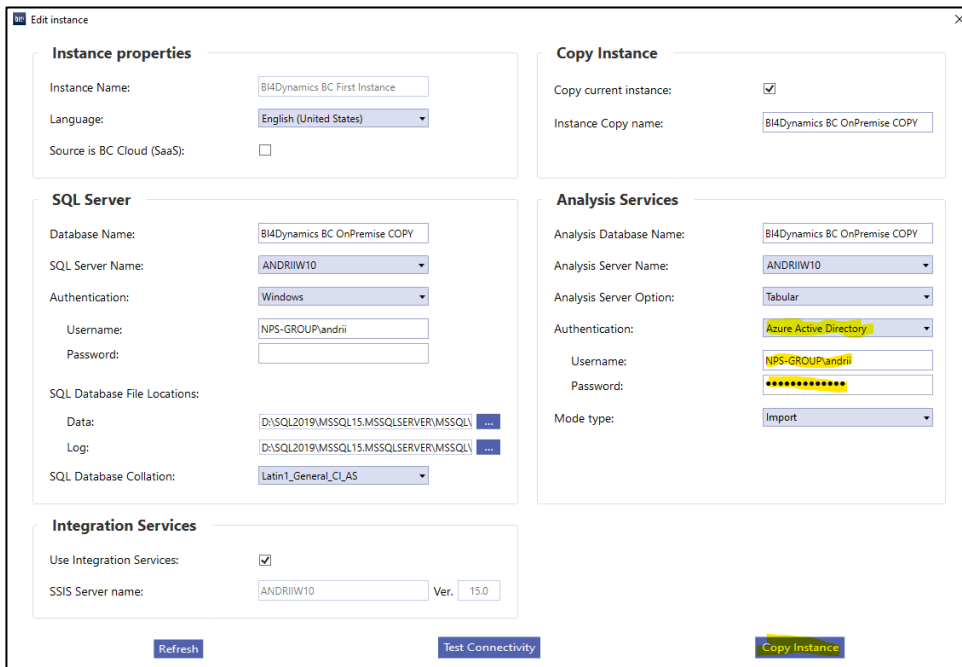 bi4 Edit instance
Instance properties
Instance Name: BI4Dynamics BC First Instance
Language: English (United States)
Source is BC Cloud (SaaS):
Copy Instance
Copy current instance:
Instance Copy name: BI4Dynamics BC OnPremise COPY
SQL Server
Database Name: BI4Dynamics BC OnPremise COPY
SQL Server Name: ANDRIIW10
Authentication: Windows
Username: NPS-GROUP\andrii
Password:
SQL Database File Locations:
Data: D:\SQL2019\MSSQL15.MSSQLSERVER\MSSQL\ ...
Log: D:\SQL2019\MSSQL15.MSSQLSERVER\MSSQL\ ...
SQL Database Collation: Latin1_General_CI_AS
Analysis Services
Analysis Database Name: BI4Dynamics BC OnPremise COPY
Analysis Server Name: ANDRIIW10
Analysis Server Option: Tabular
Authentication: Azure Active Directory
Username: NPS-GROUP\andrii
Password: •••••••••••••
Mode type: Import
Integration Services
Use Integration Services:
SSIS Server name: ANDRIIW10 Ver. 15.0
Refresh Test Connectivity Copy Instance